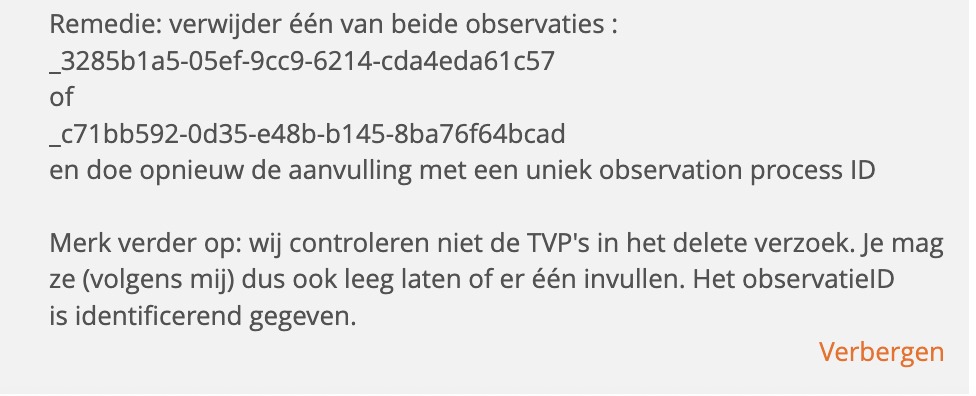 Remedie: verwijder één van beide observaties :
_3285b1a5-05ef-9cc9-6214-cda4eda61c57
of
_c71bb592-0d35-e48b-b145-8ba76f64bcad
en doe opnieuw de aanvulling met een uniek observation process ID
Merk verder op: wij controleren niet de TVP's in het delete verzoek. Je mag
ze (volgens mij) dus ook leeg laten of er één invullen. Het observatieID
is identificerend gegeven.
Verbergen